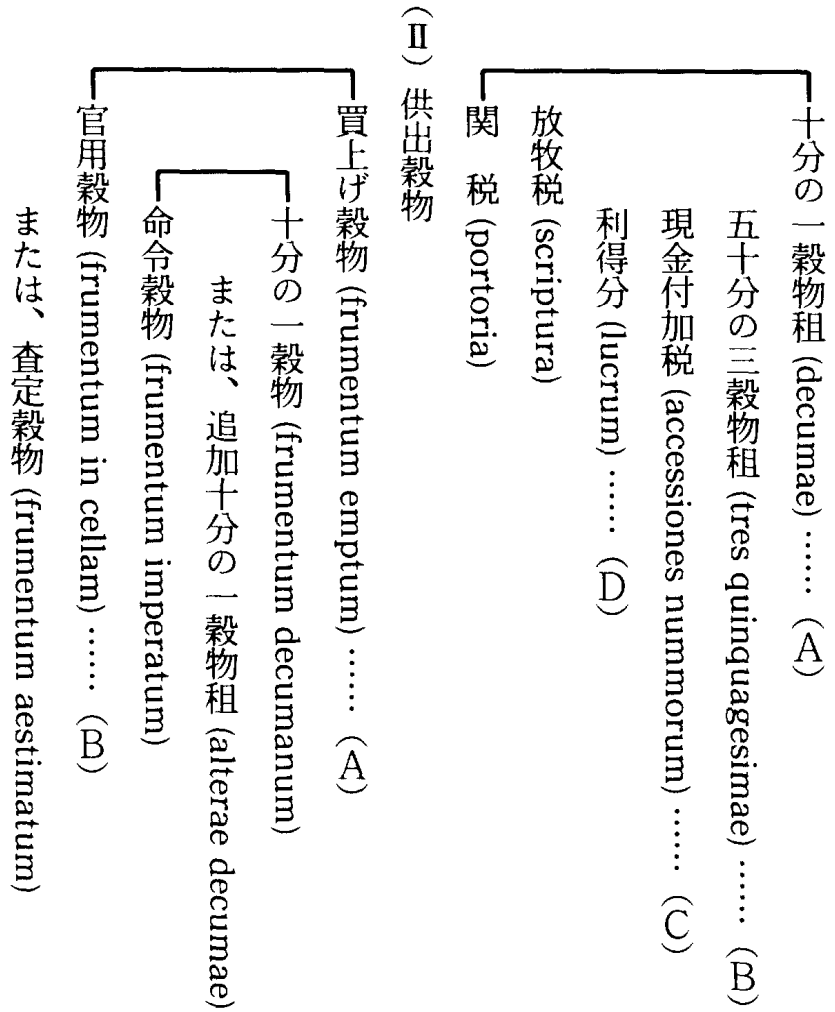 十分の一穀物租 (decumae) …… (A)
五十分の三穀物租 (tres quinquagesimae) …… (B)
現金付加税 (accessiones nummorum) …… (C)
利得分 (lucrum) …… (D)
放牧税 (scriptura)
関　税 (portoria)
(Ⅱ) 供出穀物
買上げ穀物 (frumentum emptum) …… (A)
十分の一穀物 (frumentum decumanum)
または、追加十分の一穀物租 (alterae decumae)
命令穀物 (frumentum imperatum)
官用穀物 (frumentum in cellam) …… (B)
または、査定穀物 (frumentum aestimatum)